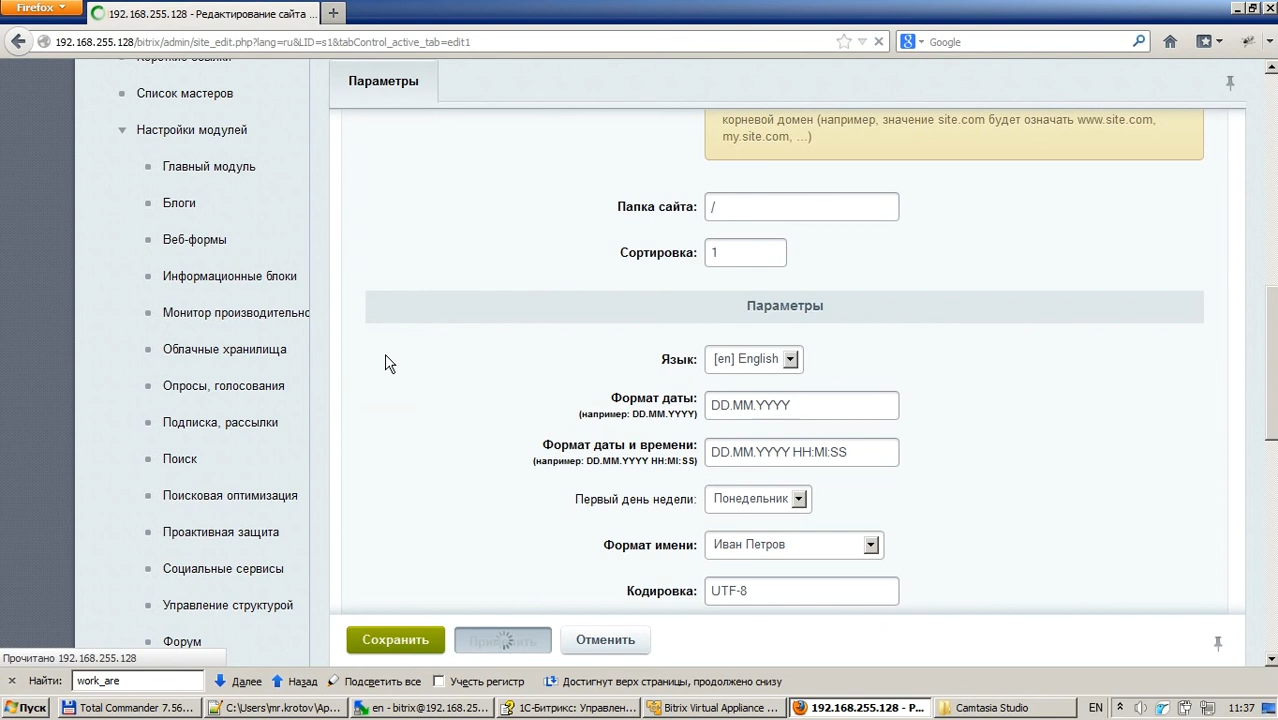 Firefox
192.168.255.128 - Редактирование сайта ...
192.168.255.128/bitrix/admin/site_edit.php?lang=ru&LID=s1&tabControl_active_tab=edit1
Google
Короткие ссылки
Список мастеров
Настройки модулей
Главный модуль
Блоги
Веб-формы
Информационные блоки
Монитор производительно
Облачные хранилища
Опросы, голосования
Подписка, рассылки
Поиск
Поисковая оптимизация
Проактивная защита
Социальные сервисы
Управление структурой
Форум
Параметры
корневой домен (например, значение site.com будет означать www.site.com,
my.site.com, ...)
Папка сайта: /
Сортировка: 1
Параметры
Язык: [en] English
Формат даты: DD.MM.YYYY
(например: DD.MM.YYYY)
Формат даты и времени: DD.MM.YYYY HH:MI:SS
(например: DD.MM.YYYY HH:MI:SS)
Первый день недели: Понедельник
Формат имени: Иван Петров
Кодировка: UTF-8
Сохранить Применить Отменить
Прочитано 192.168.255.128
Найти: work_are Далее Назад Подсветить все Учесть регистр Достигнут верх страницы, продолжено снизу
Пуск Total Commander 7.56... C:\Users\mr.krotov\Ap... en - bitrix@192.168.25... 1С-Битрикс: Управлен... Bitrix Virtual Appliance... 192.168.255.128 - Р... Camtasia Studio EN 11:37